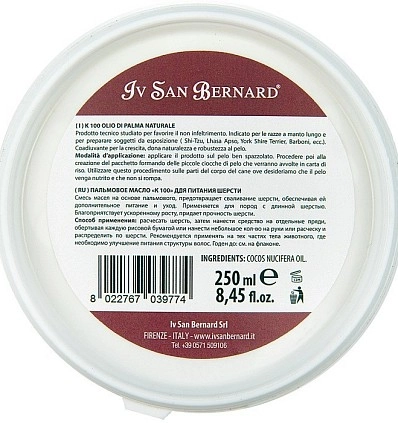 IV SAN BERNARD®
( I ) K 100 OLIO DI PALMA NATURALE
Prodotto tecnico studiato per favorire il non infeltrimento. Indicato per le razze a manto lungo e
per preparare soggetti da esposizione ( Shi-Tzu, Lhasa Apso, York Shire Terrier, Barboni, ecc.).
Coadiuvante per la crescita, dona naturalezza e robustezza al pelo.
Modalità d'applicazione: applicare il prodotto sul pelo ben spazzolato. Procedere poi alla
creazione del pacchetto formando delle piccole ciocche di pelo che verranno avvolte in carta di
riso. Utilizzare questo procedimento sulle parti del corpo del cane ove desideriamo che il pelo
venga nutrito e che non si strappi.
( RU ) ПАЛЬМОВОЕ МАСЛО «К 100» ДЛЯ ПИТАНИЯ ШЕРСТИ
Смесь масел на основе пальмового, предотвращает сваливание шерсти, обеспечивая ей
дополнительное питание и уход. Применяется для пород с длинной шерстью.
Благоприятствует ускоренному росту, придает прочность шерсти.
Способ применения: расчесать шерсть, затем нанести средство на отдельные пряди,
обертывая каждую рисовой бумагой или нанести небольшое кол-во на руки или расческу и
распределить по шерсти. Рекомендуется применять на тех частях тела животного, где
необходимо улучшение питания структуры волос. Годен до: см. на флаконе.
INGREDIENTS: COCOS NUCIFERA OIL.
250 ml e
8,45 fl.oz.
8 022767 039774
Iv San Bernard Srl
FIRENZE - ITALY - www.ivsanbernard.it
Tel. +39 0571 509106